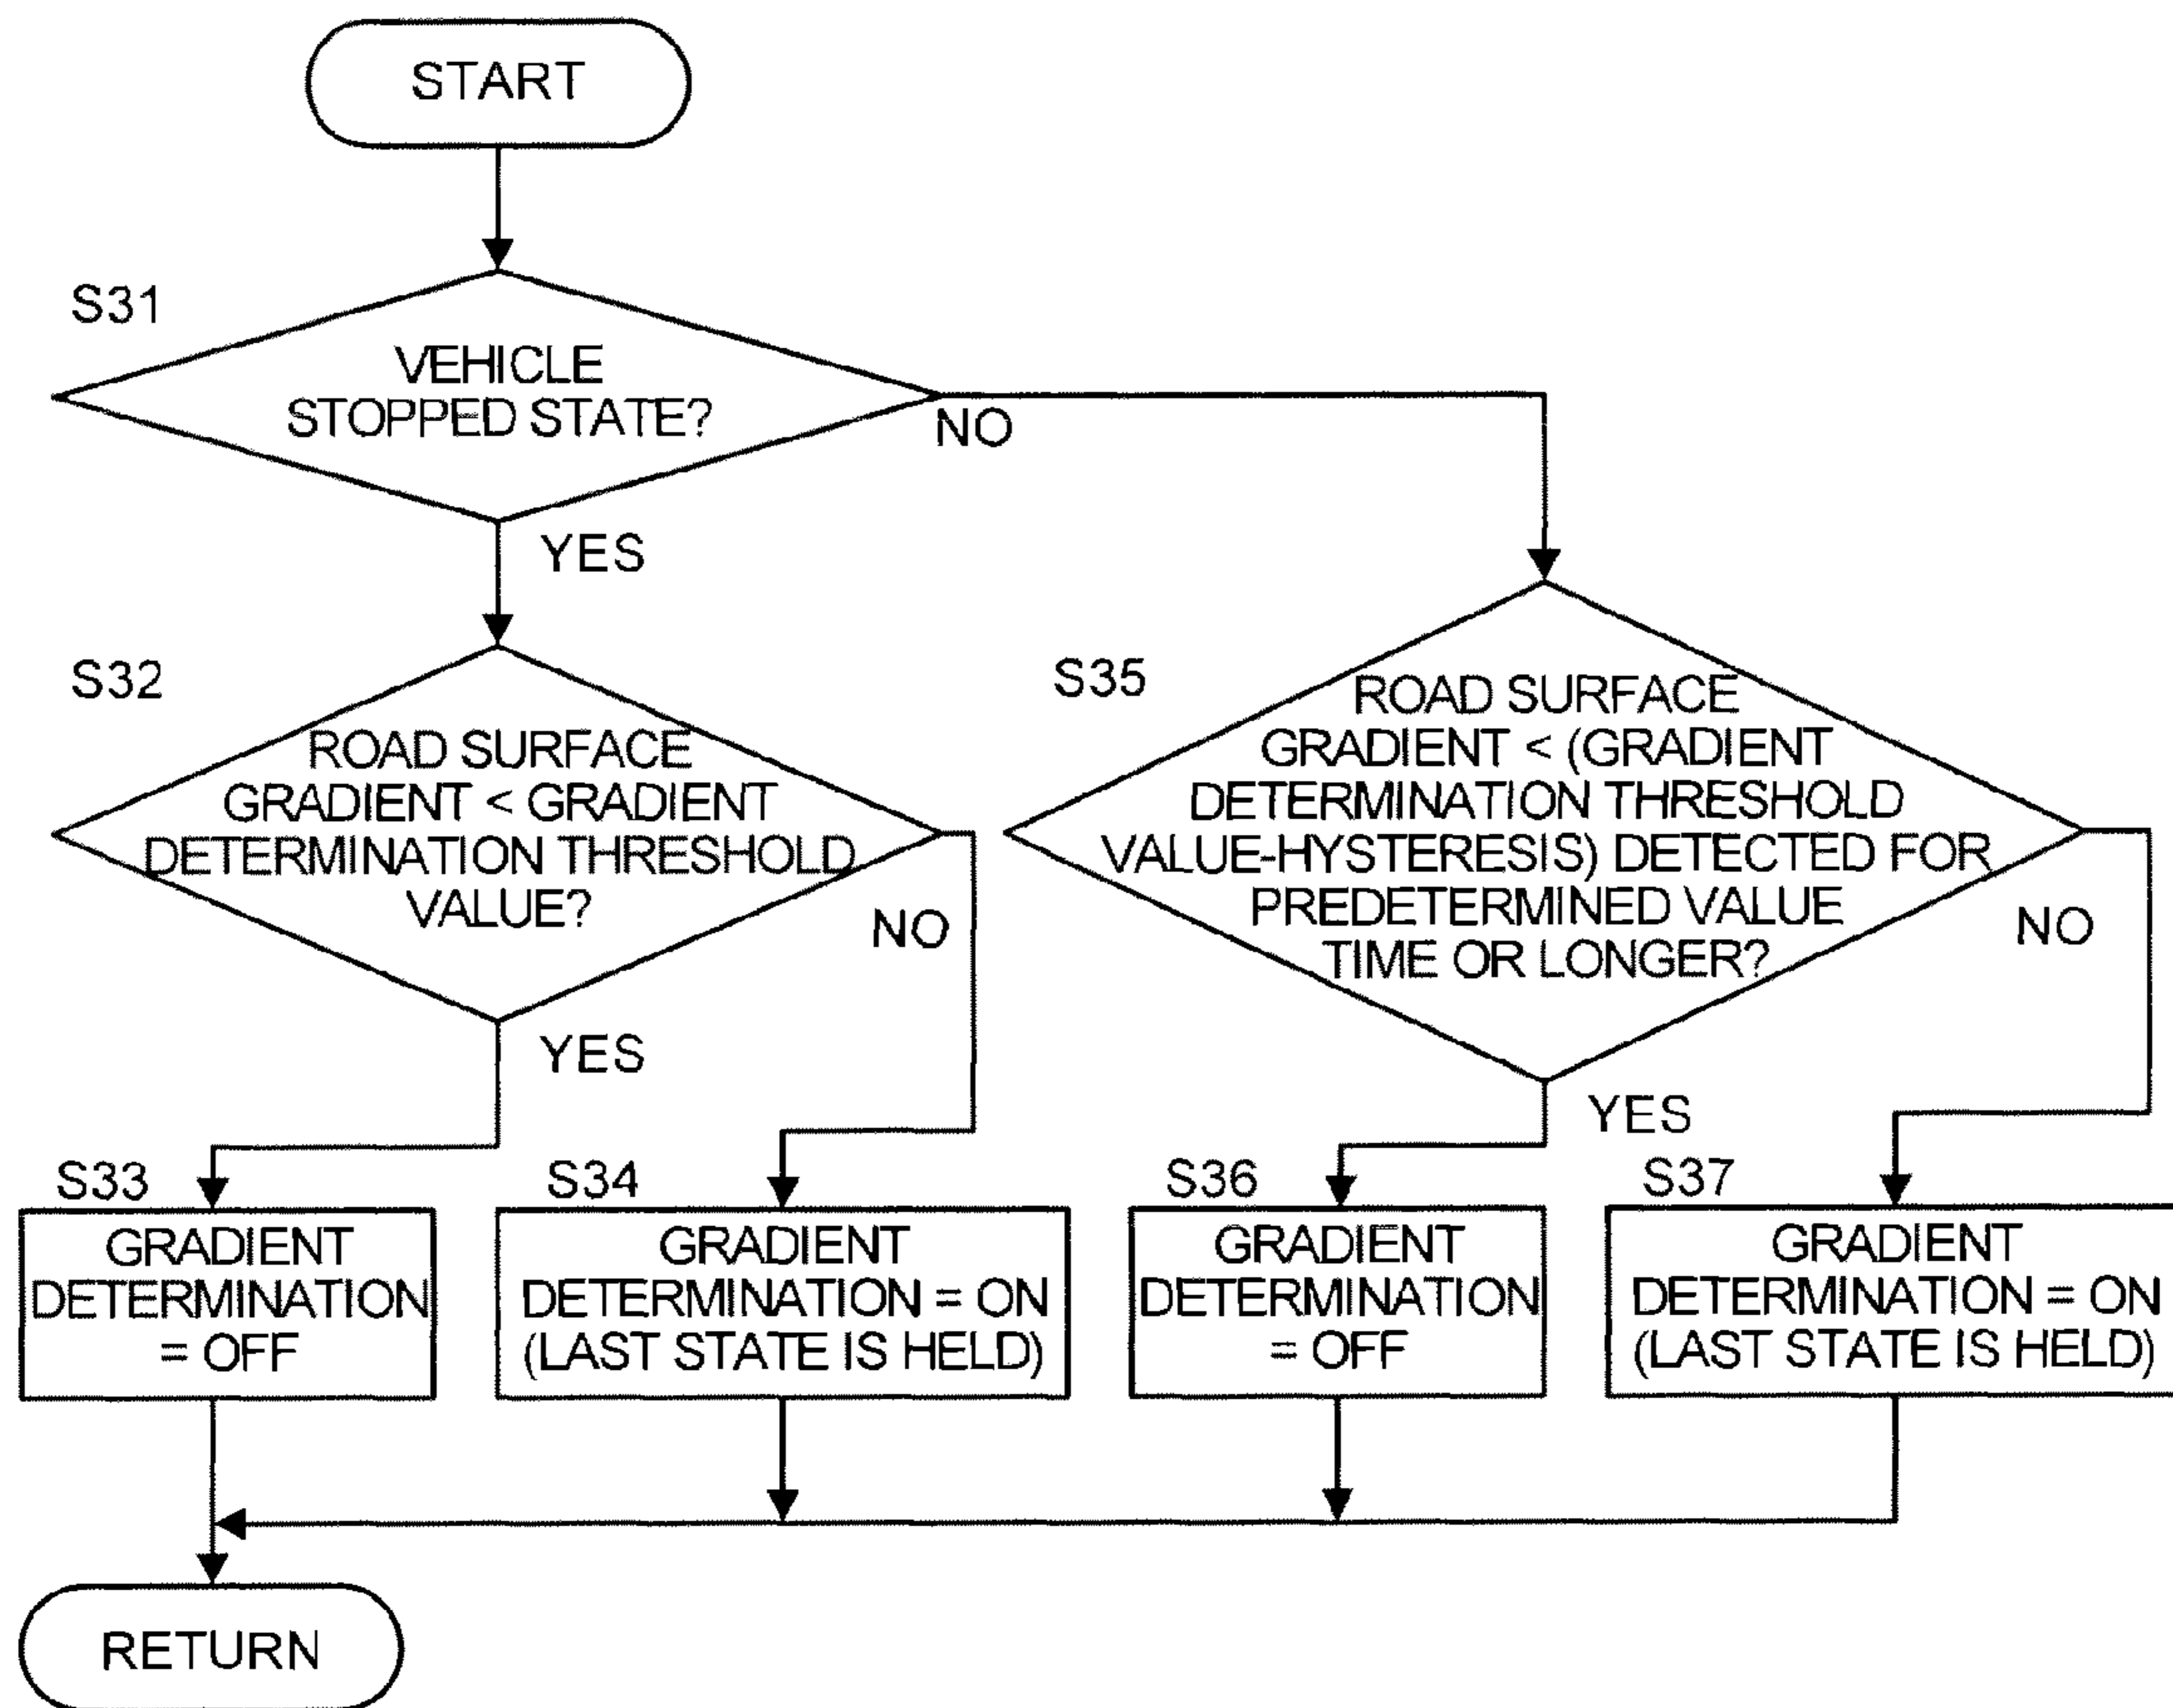 START
S31
VEHICLE
STOPPED STATE?
NO
YES
S32
ROAD SURFACE
GRADIENT < GRADIENT
DETERMINATION THRESHOLD
VALUE?
NO
YES
S35
ROAD SURFACE
GRADIENT < (GRADIENT
DETERMINATION THRESHOLD
VALUE-HYSTERESIS) DETECTED FOR
PREDETERMINED VALUE
TIME OR LONGER?
NO
YES
S33
GRADIENT
DETERMINATION
= OFF
S34
GRADIENT
DETERMINATION = ON
(LAST STATE IS HELD)
S36
GRADIENT
DETERMINATION
= OFF
S37
GRADIENT
DETERMINATION = ON
(LAST STATE IS HELD)
RETURN